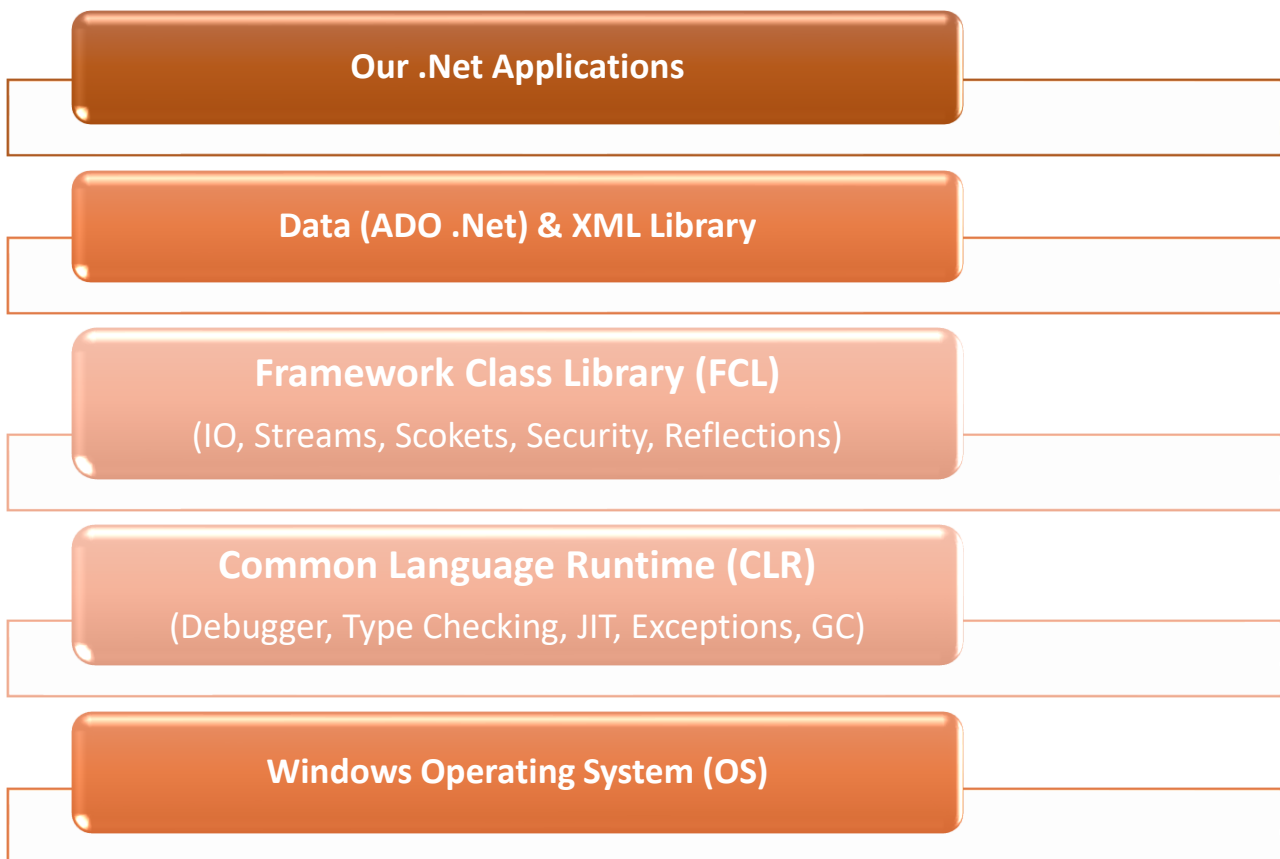 Our .Net Applications
Data (ADO .Net) & XML Library
Framework Class Library (FCL)
(IO, Streams, Scokets, Security, Reflections)
Common Language Runtime (CLR)
(Debugger, Type Checking, JIT, Exceptions, GC)
Windows Operating System (OS)